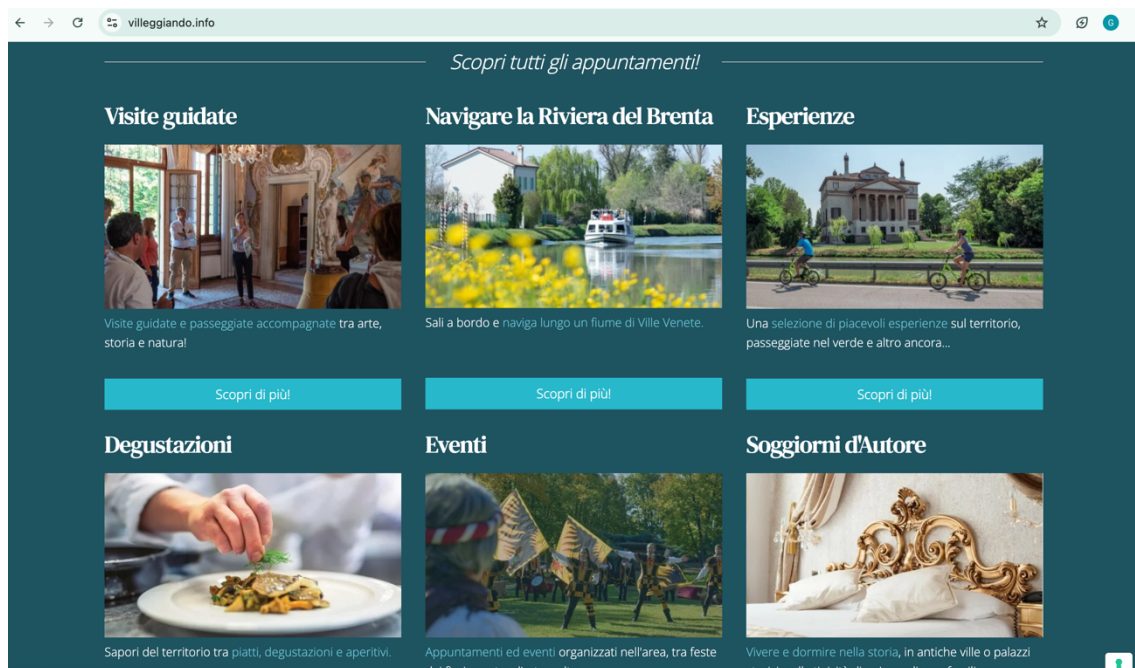 villeggiando.info
G
Scopri tutti gli appuntamenti!
Visite guidate
Navigare la Riviera del Brenta
Esperienze
Visite guidate e passeggiate accompagnate tra arte,
storia e natura!
Sali a bordo e naviga lungo un fiume di Ville Venete.
Una selezione di piacevoli esperienze sul territorio,
passeggiate nel verde e altro ancora...
Scopri di più!
Scopri di più!
Scopri di più!
Degustazioni
Eventi
Soggiorni d'Autore
Sapori del territorio tra piatti, degustazioni e aperitivi.
Appuntamenti ed eventi organizzati nell'area, tra feste
Vivere e dormire nella storia, in antiche ville o palazzi